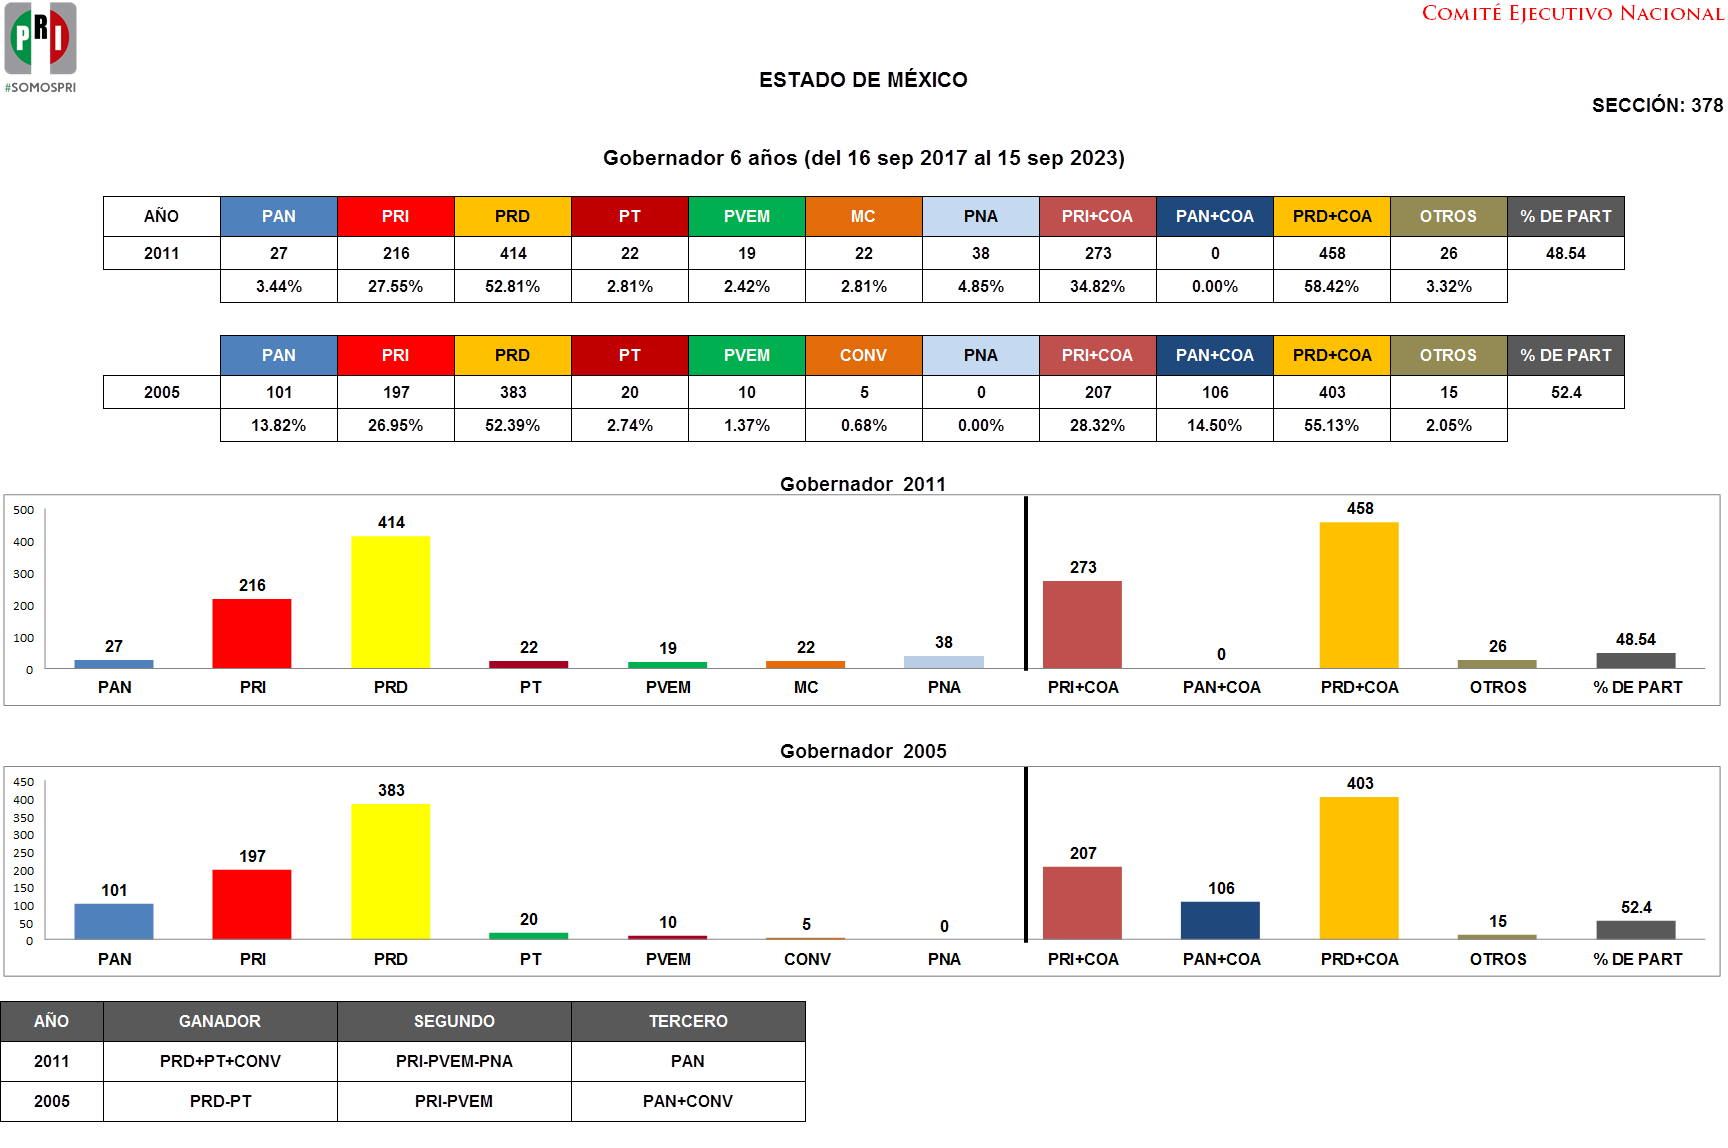 PRI
#SOMOSPRI
COMITÉ EJECUTIVO NACIONAL
ESTADO DE MÉXICO
SECCIÓN: 378
Gobernador 6 años (del 16 sep 2017 al 15 sep 2023)
AÑO PAN PRI PRD PT PVEM MC PNA PRI+COA PAN+COA PRD+COA OTROS % DE PART
2011 27 216 414 22 19 22 38 273 0 458 26 48.54
3.44% 27.55% 52.81% 2.81% 2.42% 2.81% 4.85% 34.82% 0.00% 58.42% 3.32%
PAN PRI PRD PT PVEM CONV PNA PRI+COA PAN+COA PRD+COA OTROS % DE PART
2005 101 197 383 20 10 5 0 207 106 403 15 52.4
13.82% 26.95% 52.39% 2.74% 1.37% 0.68% 0.00% 28.32% 14.50% 55.13% 2.05%
Gobernador 2011
500
400
300
200
100
0
27 216 414 22 19 22 38 273 0 458 26 48.54
PAN PRI PRD PT PVEM MC PNA PRI+COA PAN+COA PRD+COA OTROS % DE PART
Gobernador 2005
450
400
350
300
250
200
150
100
50
0
101 197 383 20 10 5 0 207 106 403 15 52.4
PAN PRI PRD PT PVEM CONV PNA PRI+COA PAN+COA PRD+COA OTROS % DE PART
AÑO GANADOR SEGUNDO TERCERO
2011 PRD+PT+CONV PRI-PVEM-PNA PAN
2005 PRD-PT PRI-PVEM PAN+CONV